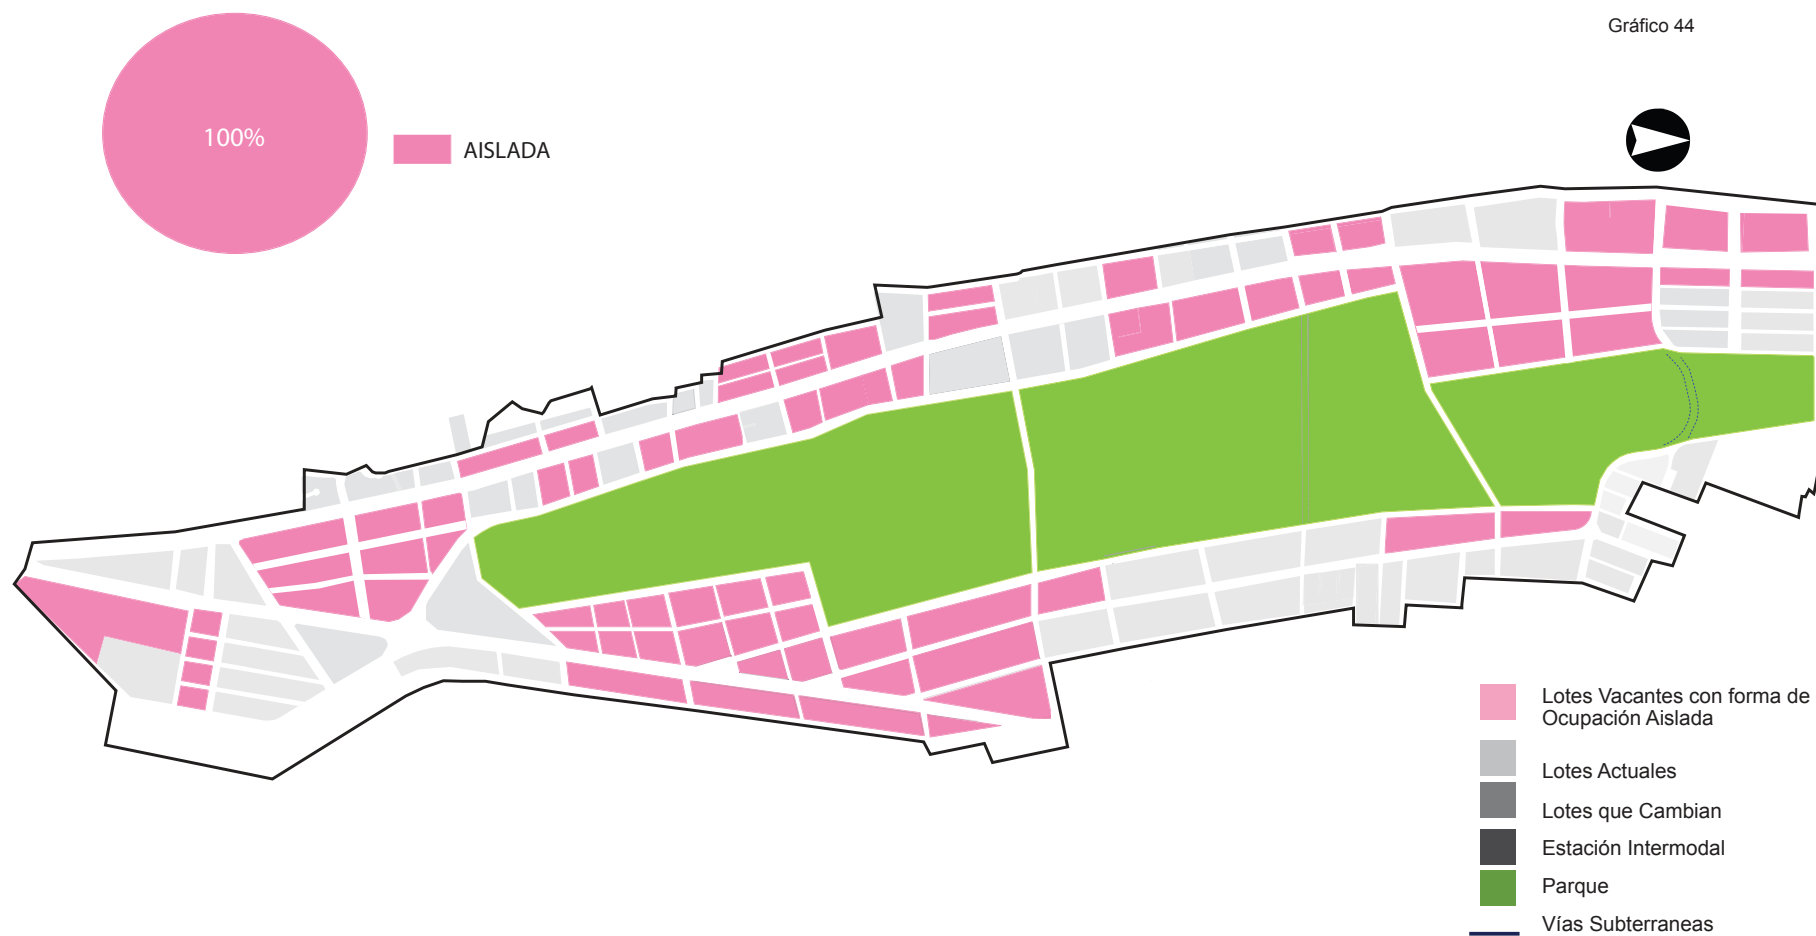 Gráfico 44
100%
AISLADA
Lotes Vacantes con forma de
Ocupación Aislada
Lotes Actuales
Lotes que Cambian
Estación Intermodal
Parque
Vías Subterraneas